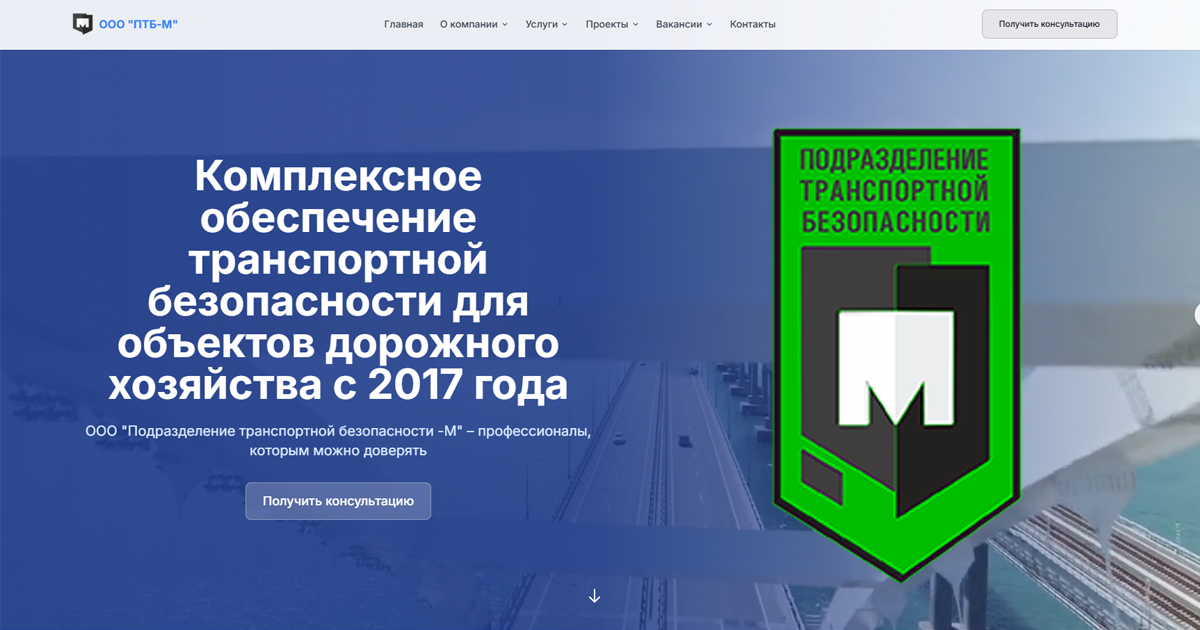 ООО "ПТБ-М"
Главная
О компании
Услуги
Проекты
Вакансии
Контакты
Получить консультацию
Комплексное
обеспечение
транспортной
безопасности для
объектов дорожного
хозяйства с 2017 года
ООО "Подразделение транспортной безопасности -М" – профессионалы,
которым можно доверять
Получить консультацию
ПОДРАЗДЕЛЕНИЕ
ТРАНСПОРТНОЙ
БЕЗОПАСНОСТИ
М